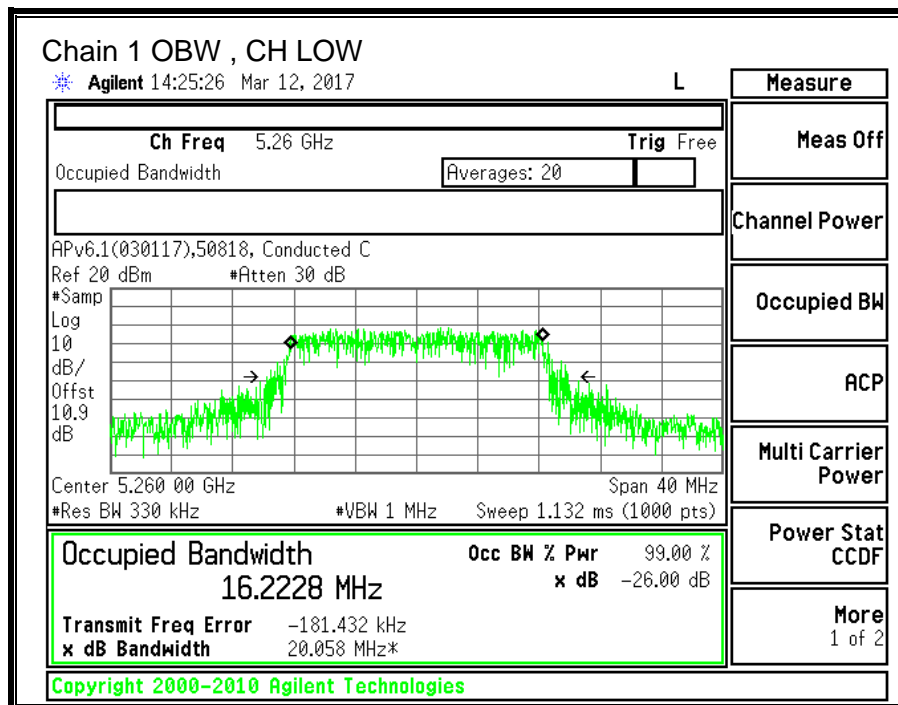 Chain 1 OBW , CH LOW
Agilent 14:25:26 Mar 12, 2017 L
Measure
Ch Freq 5.26 GHz Trig Free
Meas Off
Occupied Bandwidth Averages: 20
Channel Power
APv6.1(030117),50818, Conducted C
Ref 20 dBm #Atten 30 dB
#Samp
Log
10
dB/
Offst
10.9
dB
Occupied BW
ACP
Multi Carrier
Power
Center 5.260 00 GHz Span 40 MHz
#Res BW 330 kHz #VBW 1 MHz Sweep 1.132 ms (1000 pts)
Power Stat
CCDF
Occupied Bandwidth Occ BW % Pwr 99.00 %
16.2228 MHz x dB -26.00 dB
Transmit Freq Error -181.432 kHz
x dB Bandwidth 20.058 MHz*
More
1 of 2
Copyright 2000-2010 Agilent Technologies